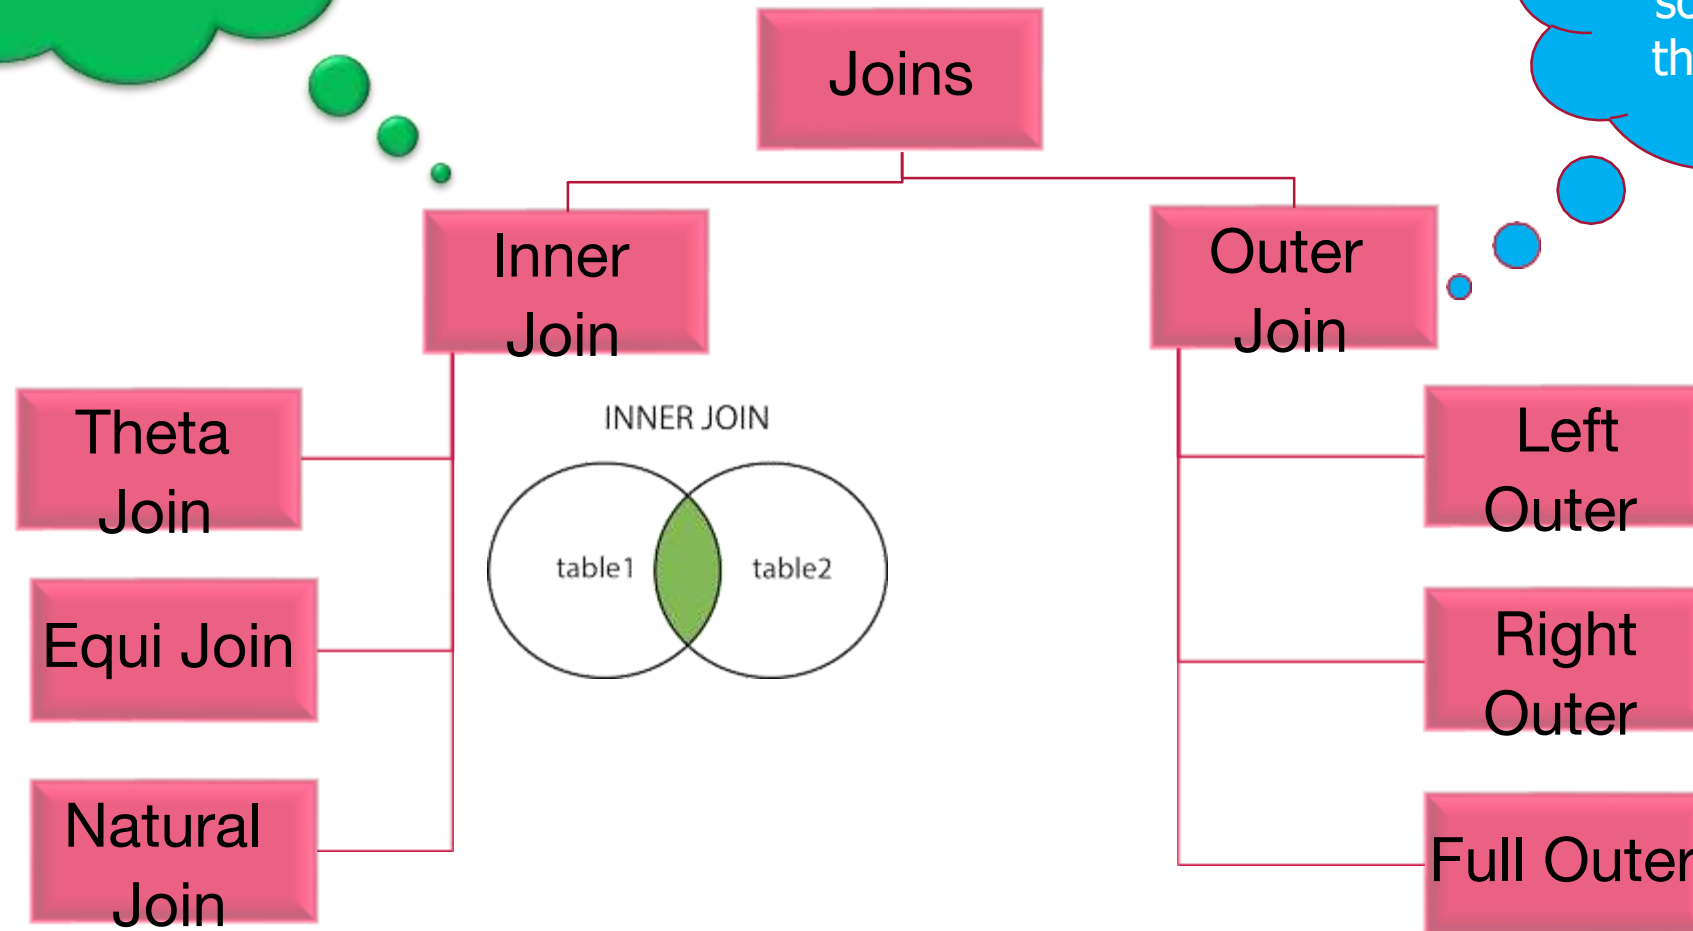 Joins
Inner
Join
Outer
Join
Theta
Join
Equi Join
Natural
Join
INNER JOIN
table1
table2
Left
Outer
Right
Outer
Full Outer